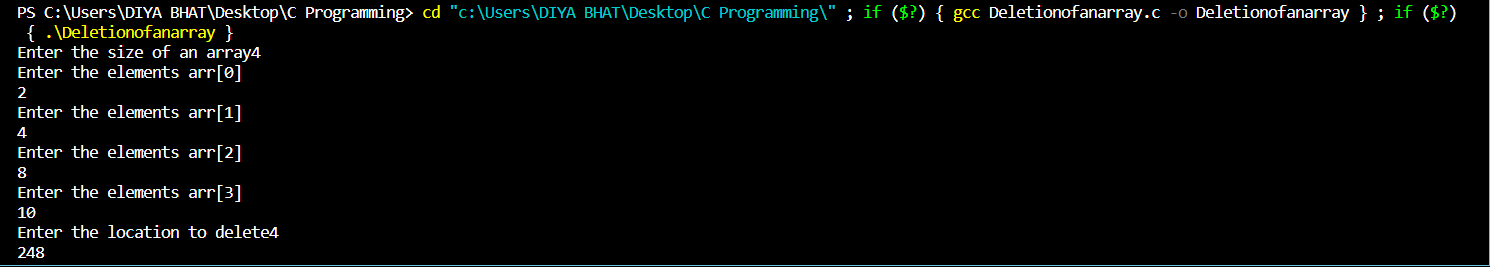 PS C:\Users\DIYA BHAT\Desktop\C Programming> cd "c:\Users\DIYA BHAT\Desktop\C Programming\" ; if ($?) { gcc Deletionofanarray.c -o Deletionofanarray } ; if ($?)
{ .\Deletionofanarray }
Enter the size of an array4
Enter the elements arr[0]
2
Enter the elements arr[1]
4
Enter the elements arr[2]
8
Enter the elements arr[3]
10
Enter the location to delete4
248